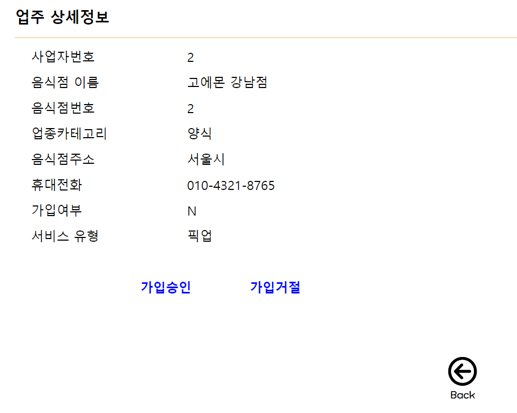 업주 상세정보
사업자번호 2
음식점 이름 고에몬 강남점
음식점번호 2
업종카테고리 양식
음식점주소 서울시
휴대전화 010-4321-8765
가입여부 N
서비스 유형 픽업
가입승인 가입거절
Back